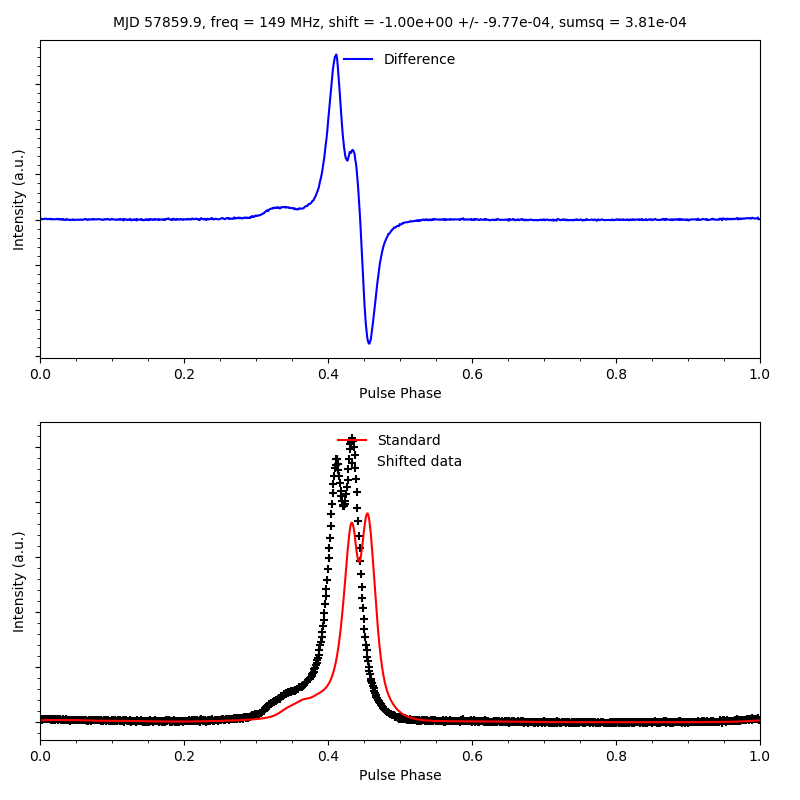 MJD 57859.9, freq = 149 MHz, shift = -1.00e+00 +/- -9.77e-04, sumsq = 3.81e-04
Difference
Intensity (a.u.)
0.0 0.2 0.4 0.6 0.8 1.0
Pulse Phase
Standard
Shifted data
Intensity (a.u.)
0.0 0.2 0.4 0.6 0.8 1.0
Pulse Phase